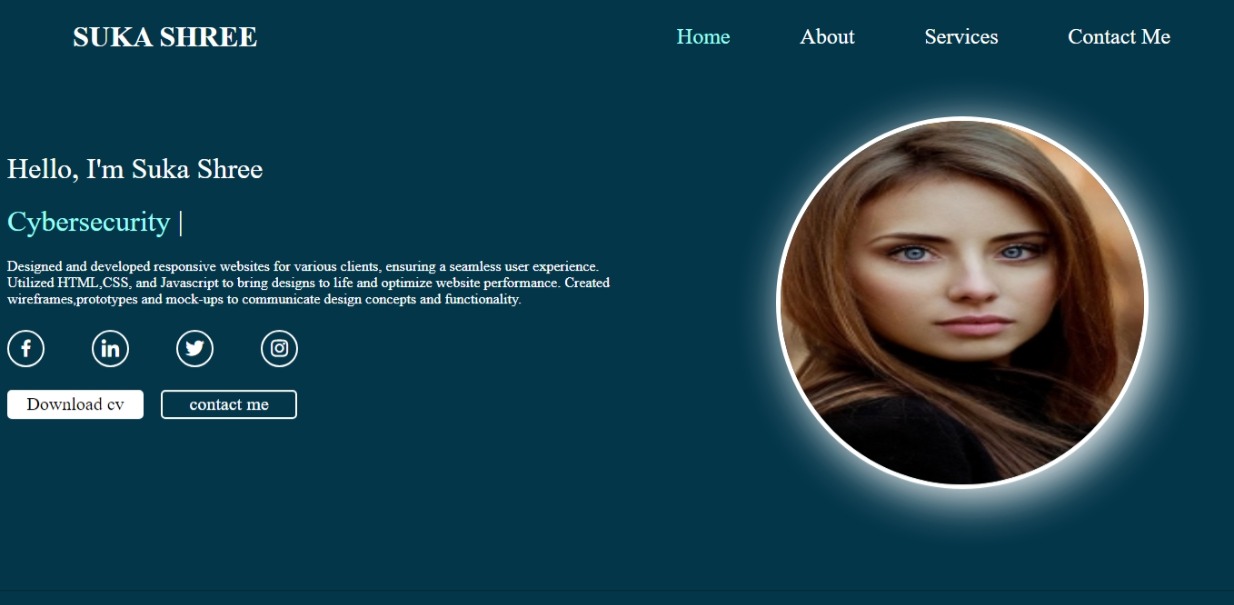 SUKA SHREE
Home About Services Contact Me
Hello, I'm Suka Shree
Cybersecurity |
Designed and developed responsive websites for various clients, ensuring a seamless user experience.
Utilized HTML,CSS, and Javascript to bring designs to life and optimize website performance. Created
wireframes,prototypes and mock-ups to communicate design concepts and functionality.
Download cv
contact me